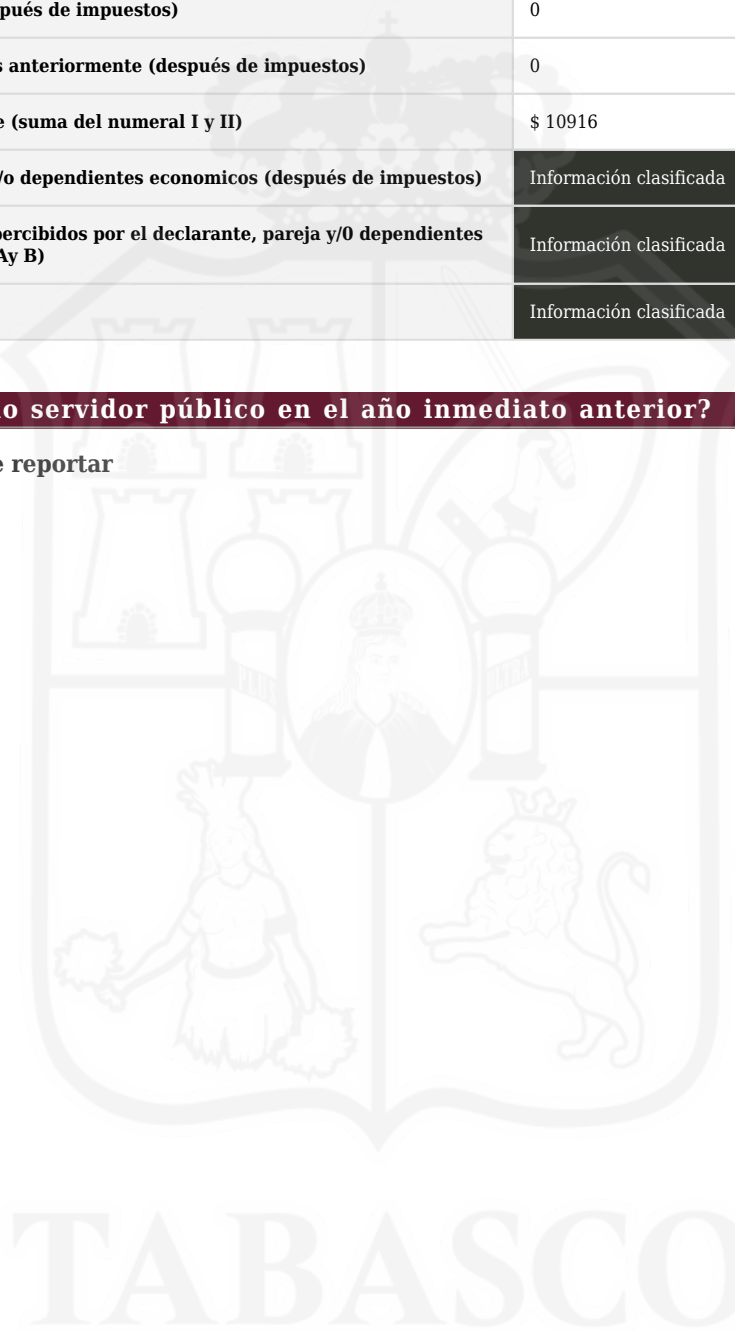 pués de impuestos)
0
s anteriormente (después de impuestos)
0
e (suma del numeral I y II)
$ 10916
/o dependientes economicos (después de impuestos)
Información clasificada
percibidos por el declarante, pareja y/0 dependientes
Ay B)
Información clasificada
Información clasificada
o servidor público en el año inmediato anterior?
e reportar
PLUS
ULTRA
TABASCO